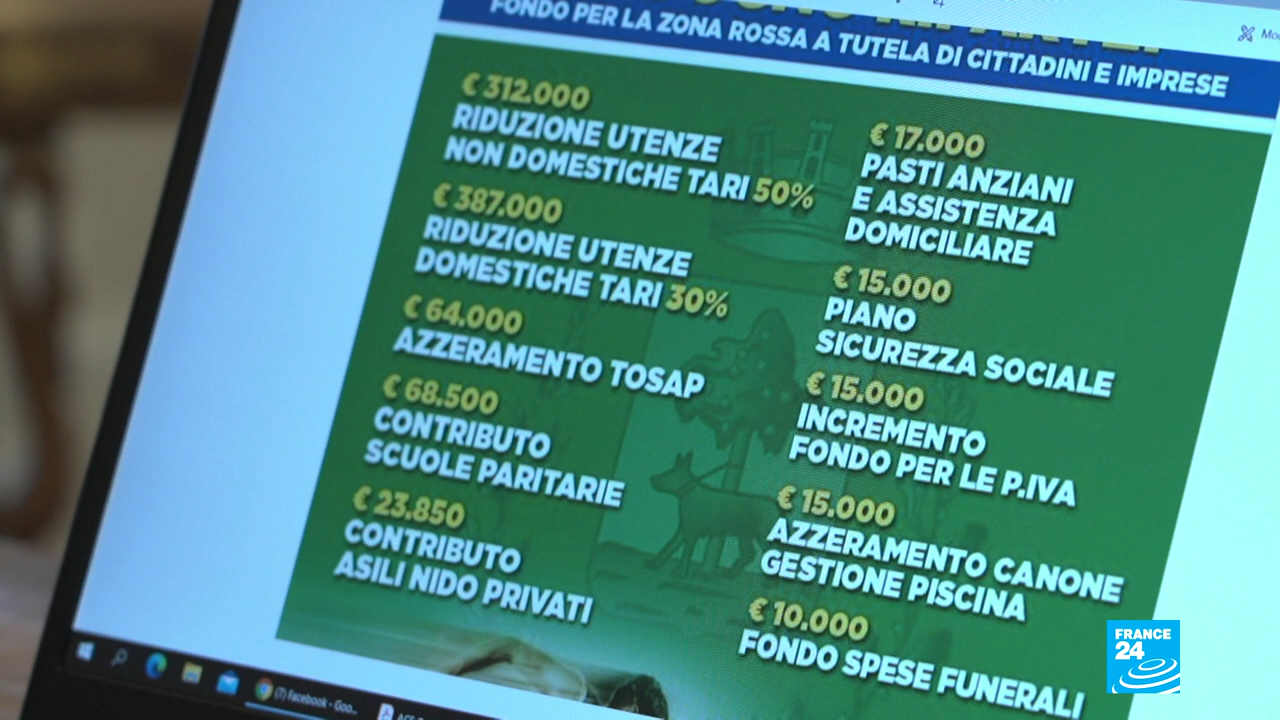 FONDO PER LA ZONA ROSSA A TUTELA DI CITTADINI E IMPRESE
€ 312.000
RIDUZIONE UTENZE
NON DOMESTICHE TARI 50%
€ 387.000
RIDUZIONE UTENZE
DOMESTICHE TARI 30%
€ 64.000
AZZERAMENTO TOSAP
€ 68.500
CONTRIBUTO
SCUOLE PARITARIE
€ 23.850
CONTRIBUTO
ASILI NIDO PRIVATI
€ 17.000
PASTI ANZIANI
E ASSISTENZA
DOMICILIARE
€ 15.000
PIANO
SICUREZZA SOCIALE
€ 15.000
INCREMENTO
FONDO PER LE P.IVA
€ 15.000
AZZERAMENTO CANONE
GESTIONE PISCINA
€ 10.000
FONDO SPESE FUNERALI
(7) Facebook - Goo...
FRANCE
24